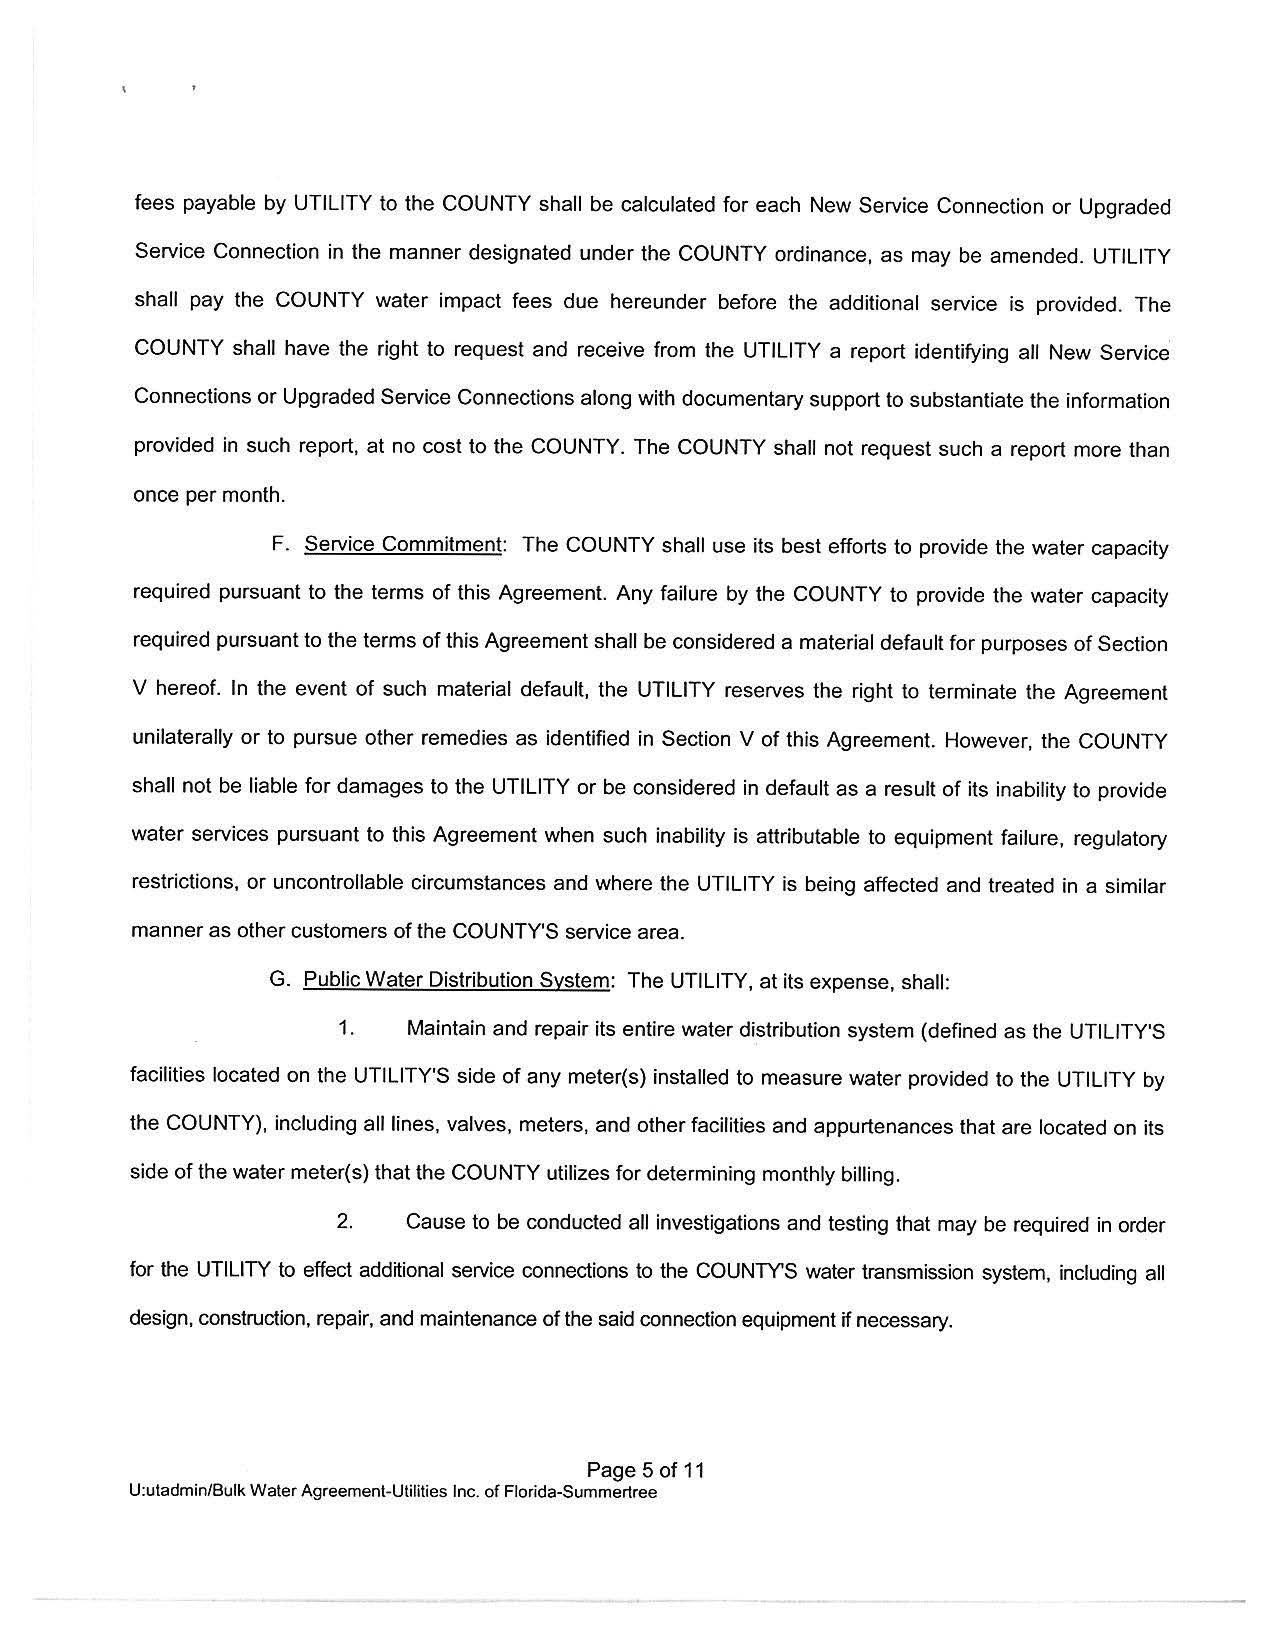 fees payable by UTILITY to the COUNTY shall be calculated for each New Service Connection or Upgraded
Service Connection in the manner designated under the COUNTY ordinance, as may be amended. UTILITY
shall pay the COUNTY water impact fees due hereunder before the additional service is provided. The
COUNTY shall have the right to request and receive from the UTILITY a report identifying all New Service
Connections or Upgraded Service Connections along with documentary support to substantiate the information
provided in such report, at no cost to the COUNTY. The COUNTY shall not request such a report more than
once per month.
F. Service Commitment: The COUNTY shall use its best efforts to provide the water capacity
required pursuant to the terms of this Agreement. Any failure by the COUNTY to provide the water capacity
required pursuant to the terms of this Agreement shall be considered a material default for purposes of Section
V hereof. In the event of such material default, the UTILITY reserves the right to terminate the Agreement
unilaterally or to pursue other remedies as identified in Section V of this Agreement. However, the COUNTY
shall not be liable for damages to the UTILITY or be considered in default as a result of its inability to provide
water services pursuant to this Agreement when such inability is attributable to equipment failure, regulatory
restrictions, or uncontrollable circumstances and where the UTILITY is being affected and treated in a similar
manner as other customers of the COUNTY'S service area.
G. Public Water Distribution System: The UTILITY, at its expense, shall:
1. Maintain and repair its entire water distribution system (defined as the UTILITY'S
facilities located on the UTILITY'S side of any meter(s) installed to measure water provided to the UTILITY by
the COUNTY), including all lines, valves, meters, and other facilities and appurtenances that are located on its
side of the water meter(s) that the COUNTY utilizes for determining monthly billing.
2. Cause to be conducted all investigations and testing that may be required in order
for the UTILITY to effect additional service connections to the COUNTY'S water transmission system, including all
design, construction, repair, and maintenance of the said connection equipment if necessary.
Page 5 of 11
U:utadmin/Bulk Water Agreement-Utilities Inc. of Florida-Summertree